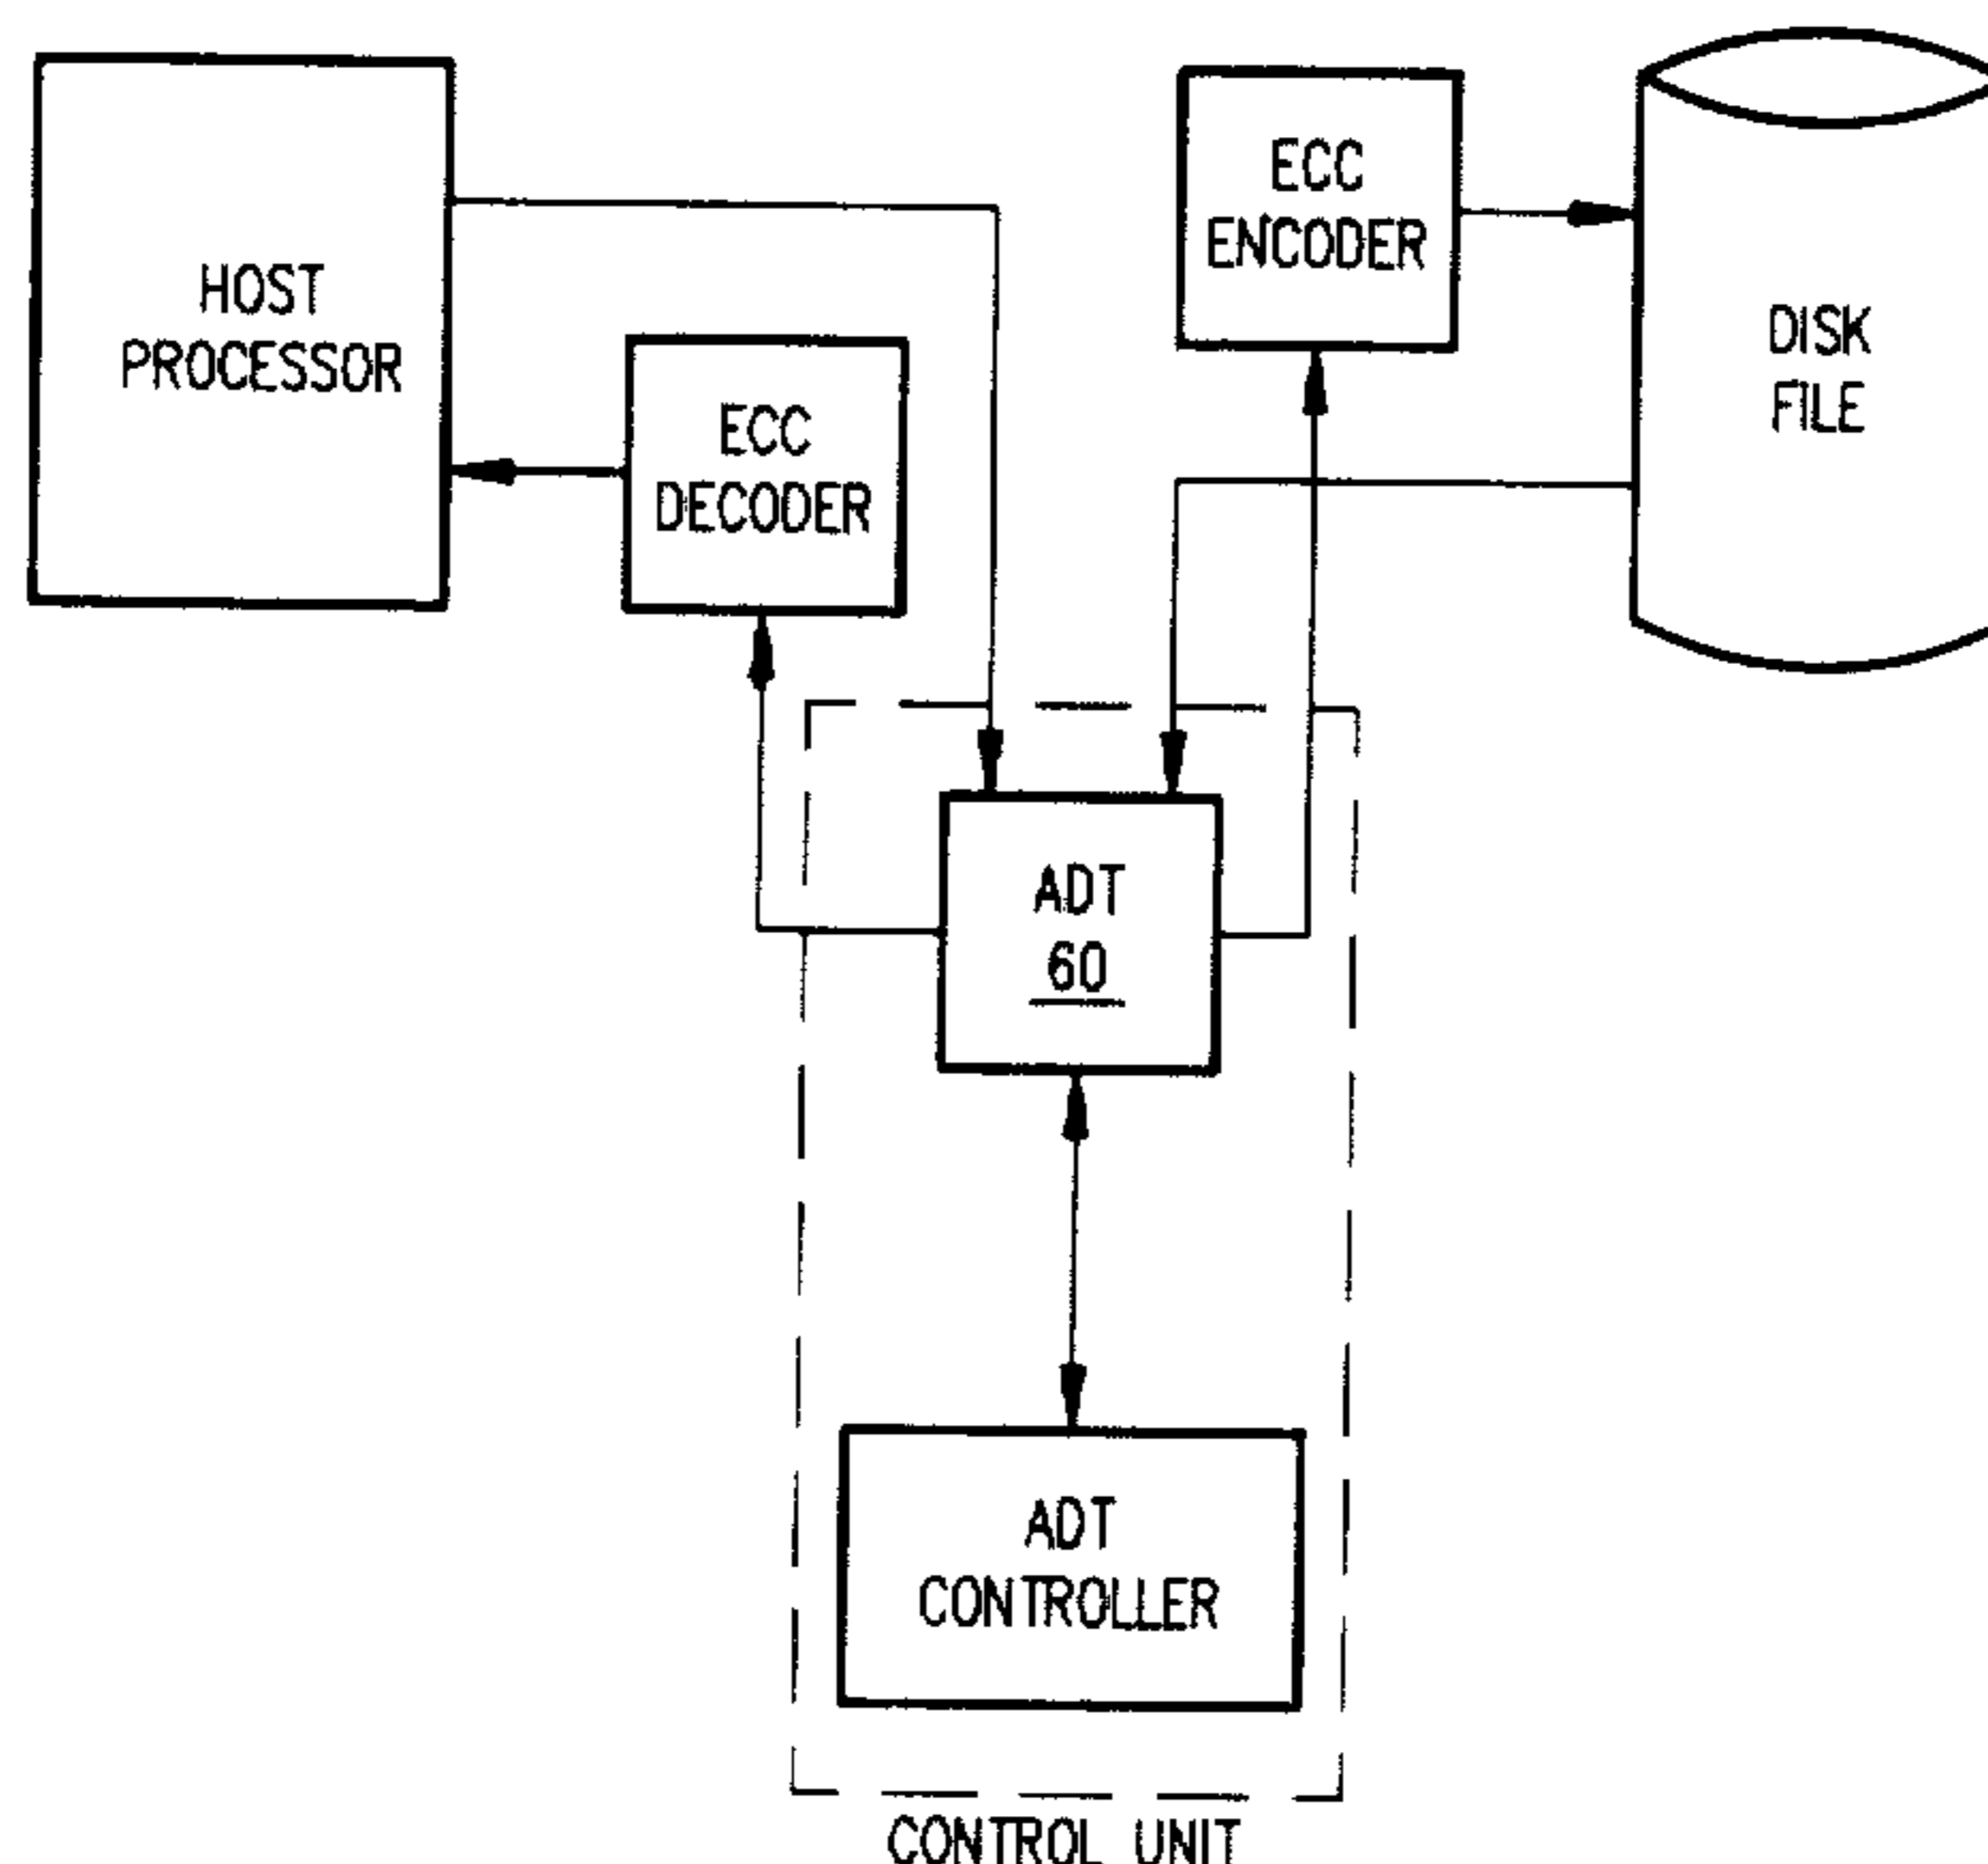 HOST
PROCESSOR
ECC
DECODER
ECC
ENCODER
DISK
FILE
ADT
60
ADT
CONTROLLER
CONTROL UNIT